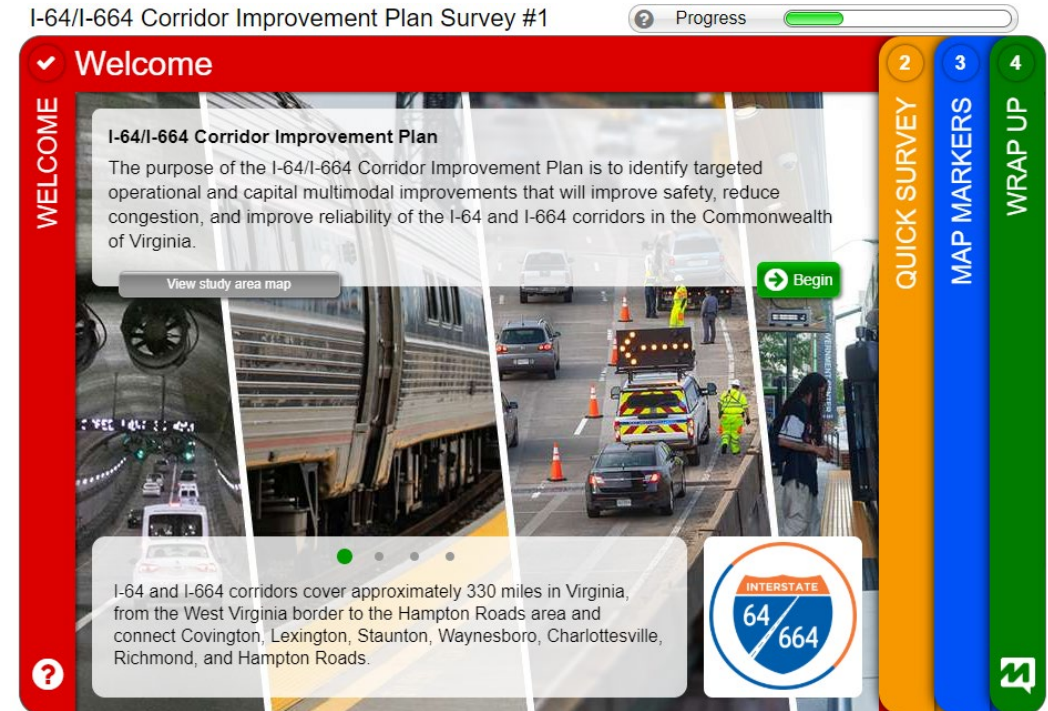 I-64/I-664 Corridor Improvement Plan Survey #1
Progress
Welcome
WELCOME
I-64/I-664 Corridor Improvement Plan
The purpose of the I-64/I-664 Corridor Improvement Plan is to identify targeted
operational and capital multimodal improvements that will improve safety, reduce
congestion, and improve reliability of the I-64 and I-664 corridors in the Commonwealth
of Virginia.
View study area map
Begin
I-64 and I-664 corridors cover approximately 330 miles in Virginia,
from the West Virginia border to the Hampton Roads area and
connect Covington, Lexington, Staunton, Waynesboro, Charlottesville,
Richmond, and Hampton Roads.
INTERSTATE
64
664
?
2
QUICK SURVEY
3
MAP MARKERS
4
WRAP UP